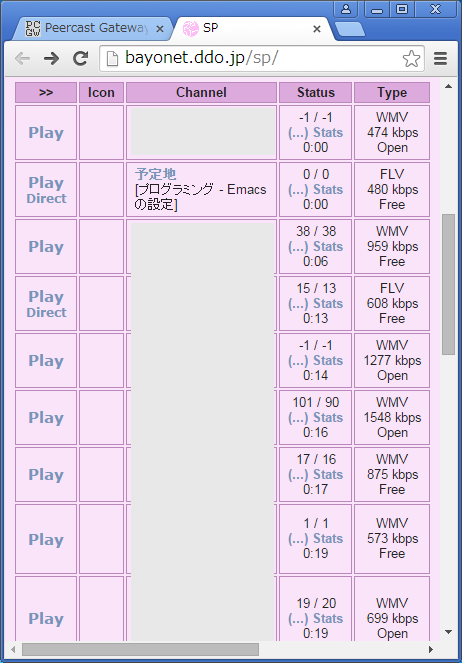 Peercast Gateway
SP
bayonet.ddo.jp/sp/
>> Icon Channel Status Type
Play -1 / -1 WMV
(...) Stats 474 kbps
0:00 Open
Play 予定地 0 / 0 FLV
Direct [プログラミング - Emacs (...) Stats 480 kbps
の設定] 0:00 Free
Play 38 / 38 WMV
(...) Stats 959 kbps
0:06 Free
Play 15 / 13 FLV
Direct (...) Stats 608 kbps
0:13 Free
Play -1 / -1 WMV
(...) Stats 1277 kbps
0:14 Open
Play 101 / 90 WMV
(...) Stats 1548 kbps
0:16 Open
Play 17 / 16 WMV
(...) Stats 875 kbps
0:17 Free
Play 1 / 1 WMV
(...) Stats 573 kbps
0:19 Free
Play 19 / 20 WMV
(...) Stats 699 kbps
0:19 Open